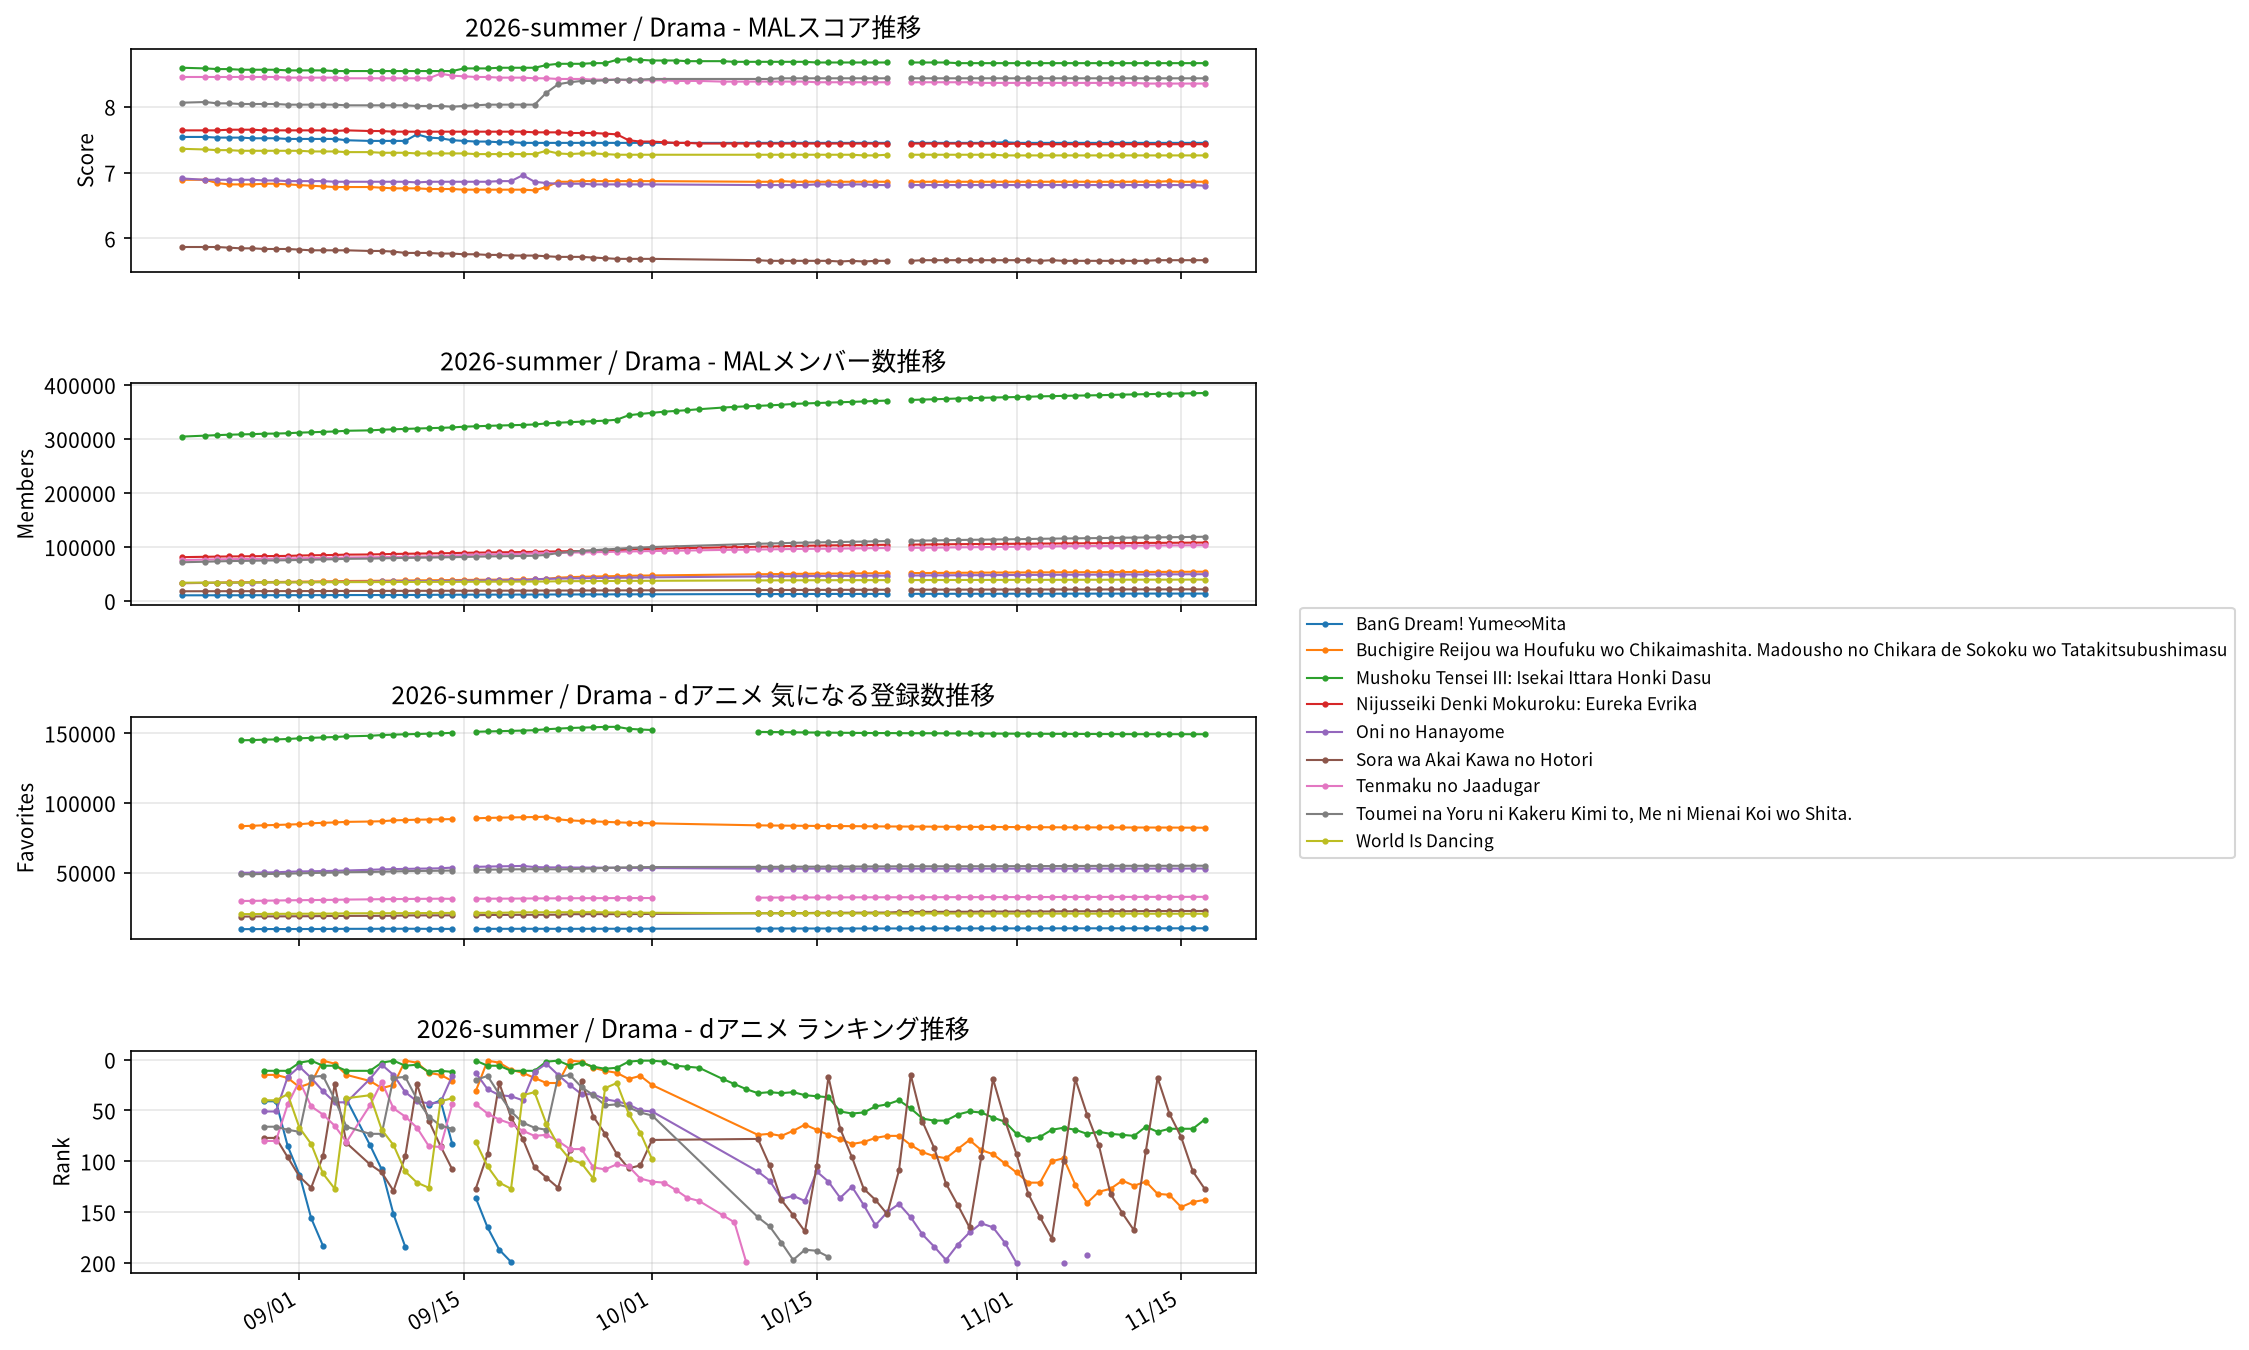 2026-summer / Drama - MALスコア推移
8
7
6
Score
2026-summer / Drama - MALメンバー数推移
400000
300000
200000
100000
0
Members
2026-summer / Drama - dアニメ 気になる登録数推移
150000
100000
50000
Favorites
2026-summer / Drama - dアニメ ランキング推移
0
50
100
150
200
Rank
09/01
09/15
10/01
10/15
11/01
11/15
BanG Dream! Yume∞Mita
Buchigire Reijou wa Houfuku wo Chikaimashita. Madousho no Chikara de Sokoku wo Tatakitsubushimasu
Mushoku Tensei III: Isekai Ittara Honki Dasu
Nijusseiki Denki Mokuroku: Eureka Evrika
Oni no Hanayome
Sora wa Akai Kawa no Hotori
Tenmaku no Jaadugar
Toumei na Yoru ni Kakeru Kimi to, Me ni Mienai Koi wo Shita.
World Is Dancing